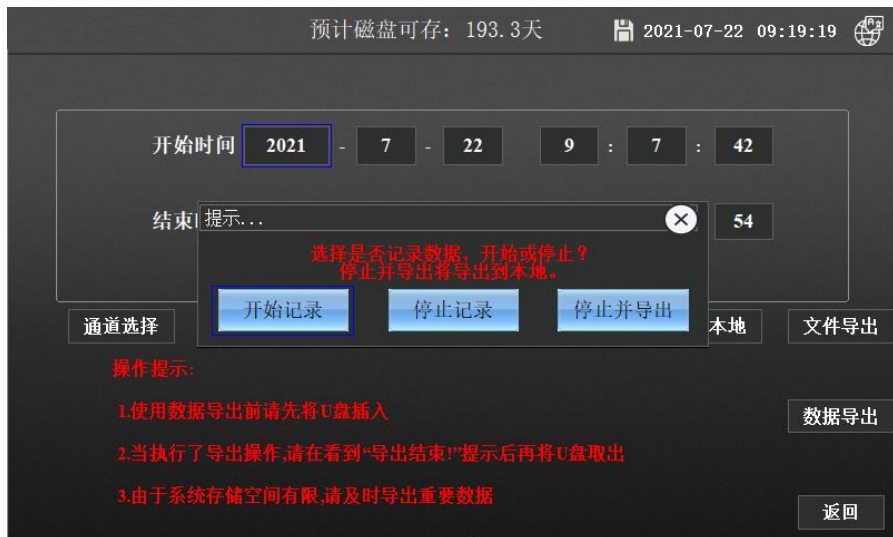 预计磁盘可存: 193.3天
2021-07-22 09:19:19
开始时间 2021 - 7 - 22 9 : 7 : 42
结束 54
提示...
选择是否记录数据，开始或停止？
停止并导出将导出到本地。
开始记录 停止记录 停止并导出
通道选择 本地 文件导出
操作提示:
1.使用数据导出前请先将U盘插入
数据导出
2.当执行了导出操作,请在看到“导出结束!”提示后再将U盘取出
3.由于系统存储空间有限,请及时导出重要数据
返回